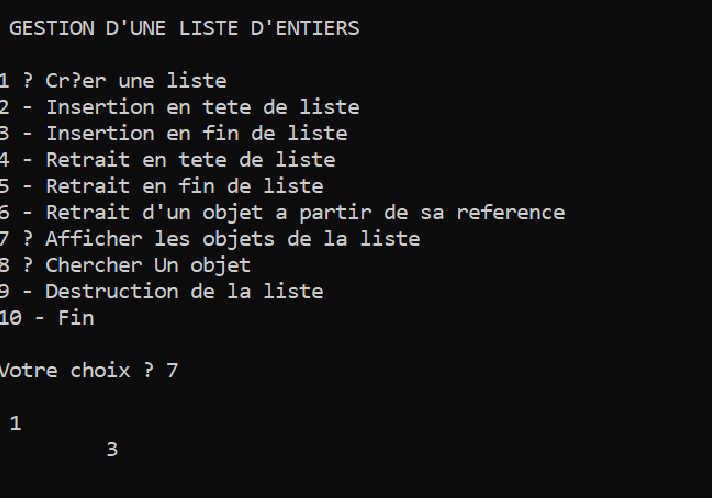 GESTION D'UNE LISTE D'ENTIERS
1 ? Cr?er une liste
2 - Insertion en tete de liste
3 - Insertion en fin de liste
4 - Retrait en tete de liste
5 - Retrait en fin de liste
6 - Retrait d'un objet a partir de sa reference
7 ? Afficher les objets de la liste
8 ? Chercher Un objet
9 - Destruction de la liste
10 - Fin
Votre choix ? 7
1
3